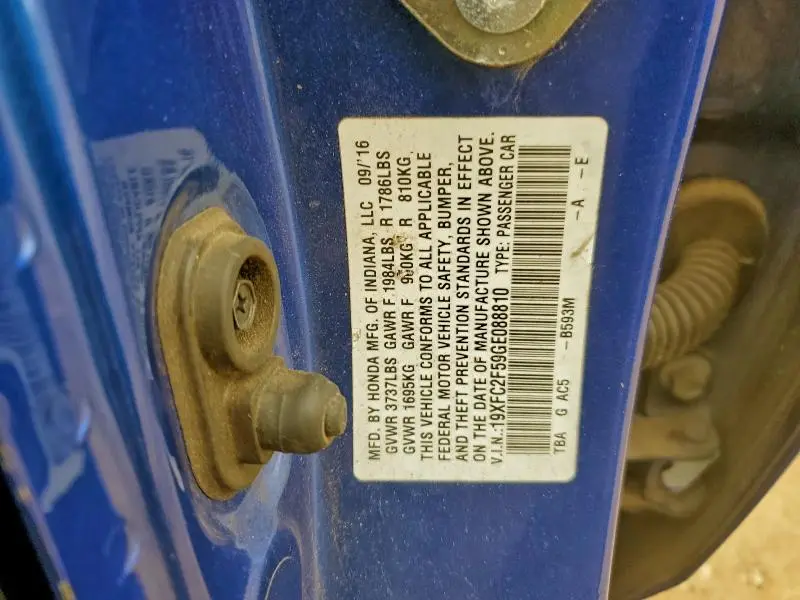 MFD. BY HONDA MFG. OF INDIANA, LLC 09/'16
GVWR 3737LBS GAWR F 1984LBS R 1786LBS
GVWR 1695KG GAWR F 900KG R 810KG
THIS VEHICLE CONFORMS TO ALL APPLICABLE
FEDERAL MOTOR VEHICLE SAFETY, BUMPER,
AND THEFT PREVENTION STANDARDS IN EFFECT
ON THE DATE OF MANUFACTURE SHOWN ABOVE.
V.I.N.:19XFC2F59GE088810 TYPE: PASSENGER CAR
TBA G AC5 -B593M -A -E